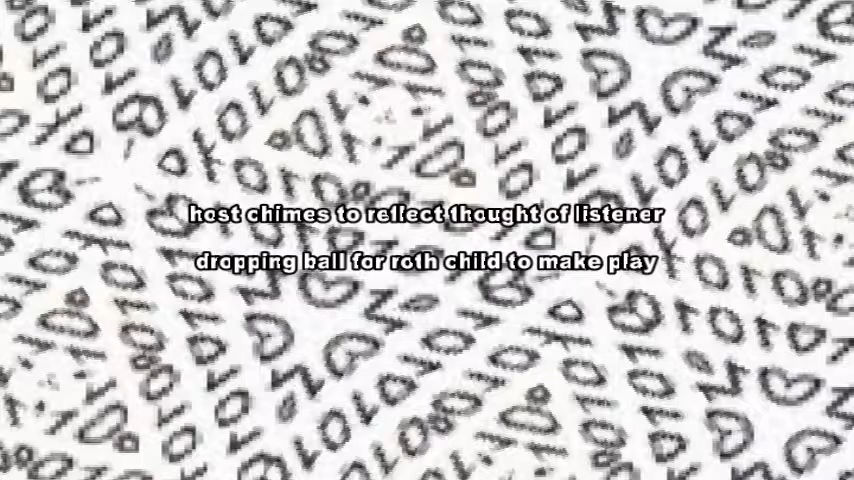 host chimes to reflect thought of listener
dropping ball for roth child to make play